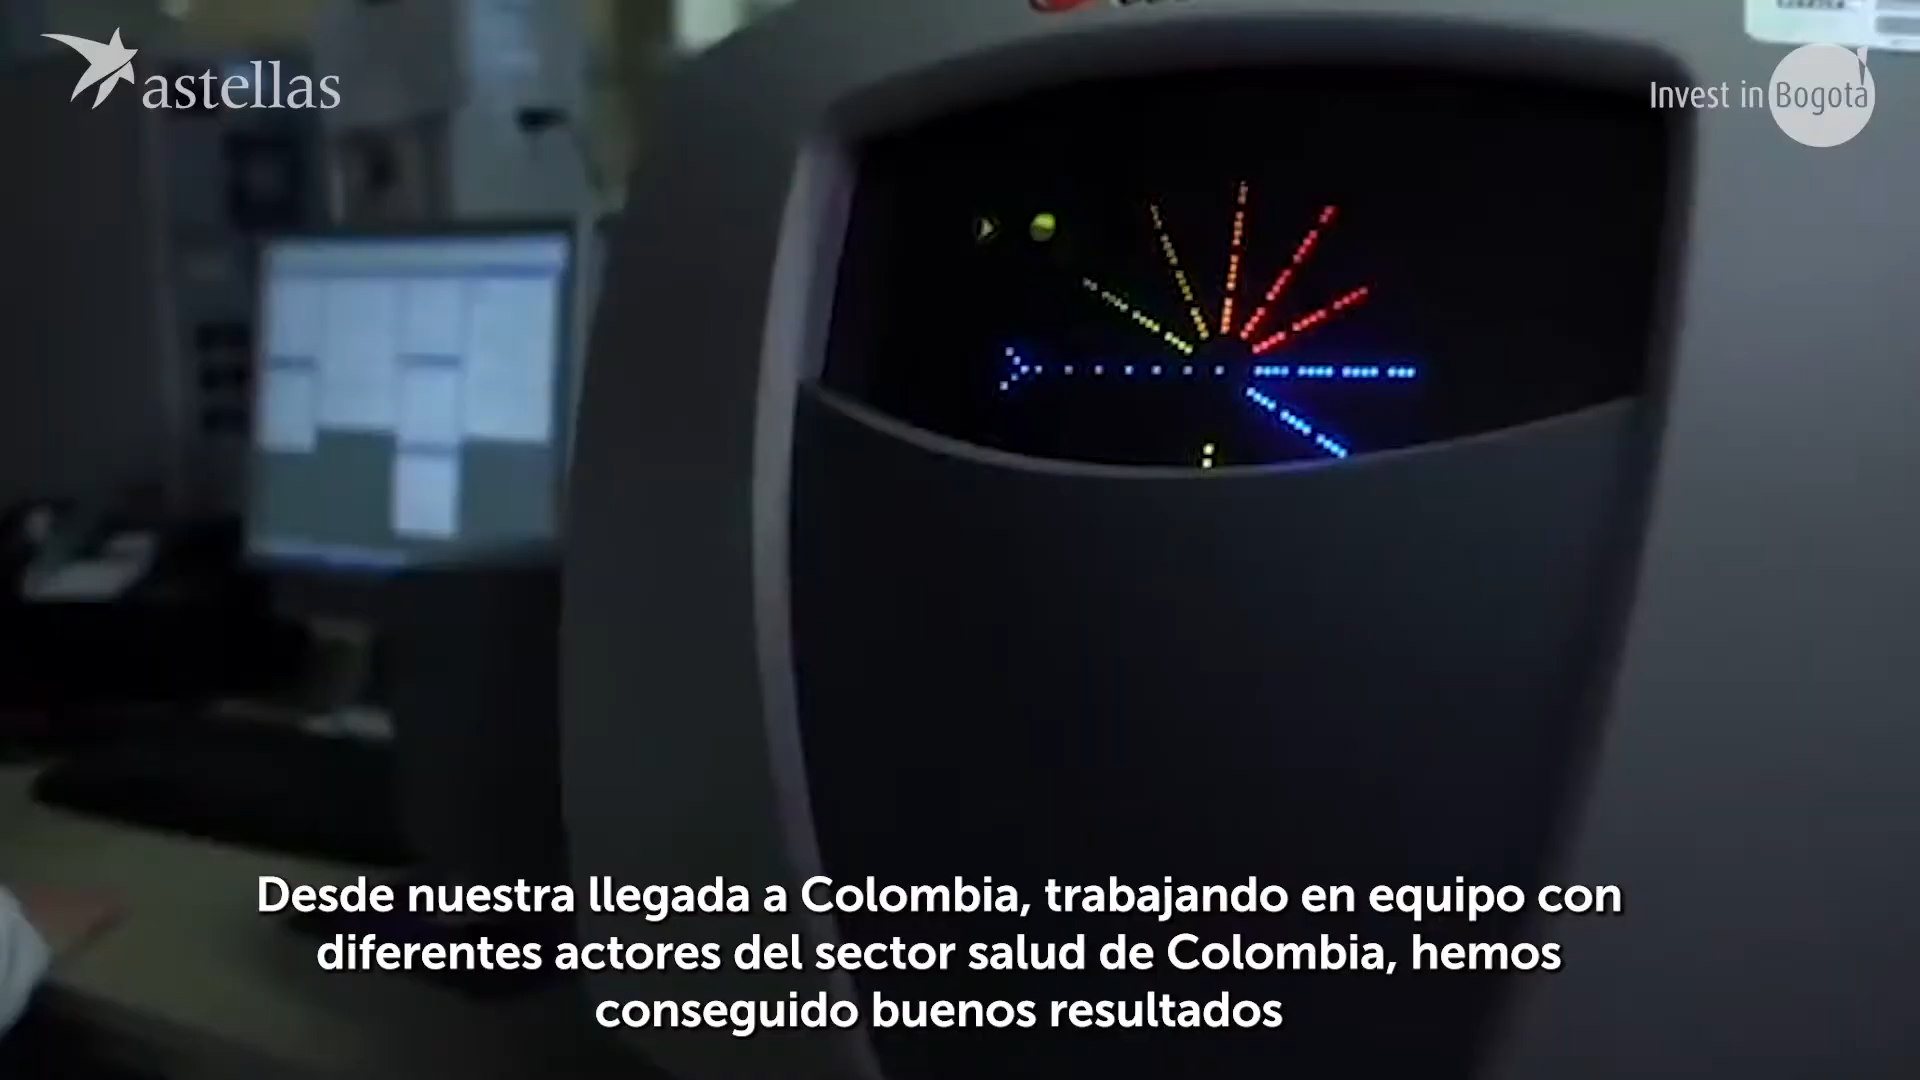 astellas
Invest in Bogotá
Desde nuestra llegada a Colombia, trabajando en equipo con
diferentes actores del sector salud de Colombia, hemos
conseguido buenos resultados